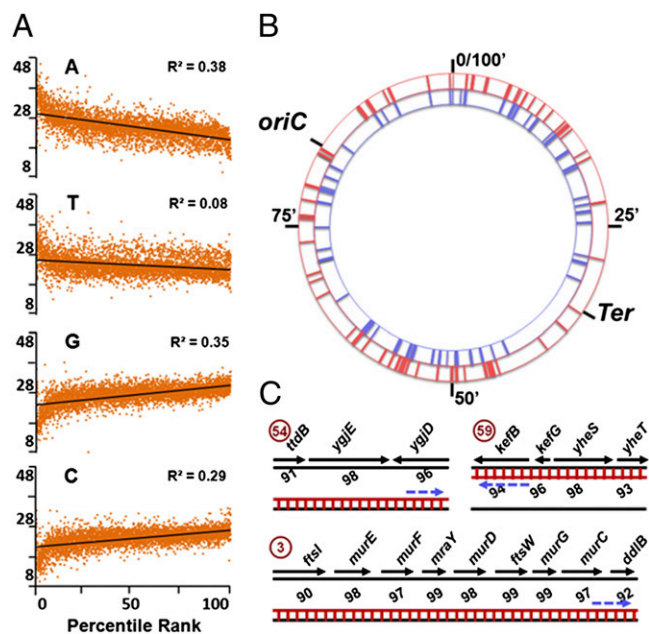 A
48
28
8
A
R² = 0.38
48
28
8
T
R² = 0.08
48
28
8
G
R² = 0.35
48
28
8
C
R² = 0.29
0 50 100
Percentile Rank
B
0/100'
oriC
75'
25'
Ter
50'
C
54
ttdB ygjE ygjD
91 98 96
59
kefB kefG yheS yheT
94 96 98 93
3
ftsI murE murF mraY murD ftsW murG murC ddlB
90 98 97 99 98 99 99 97 92